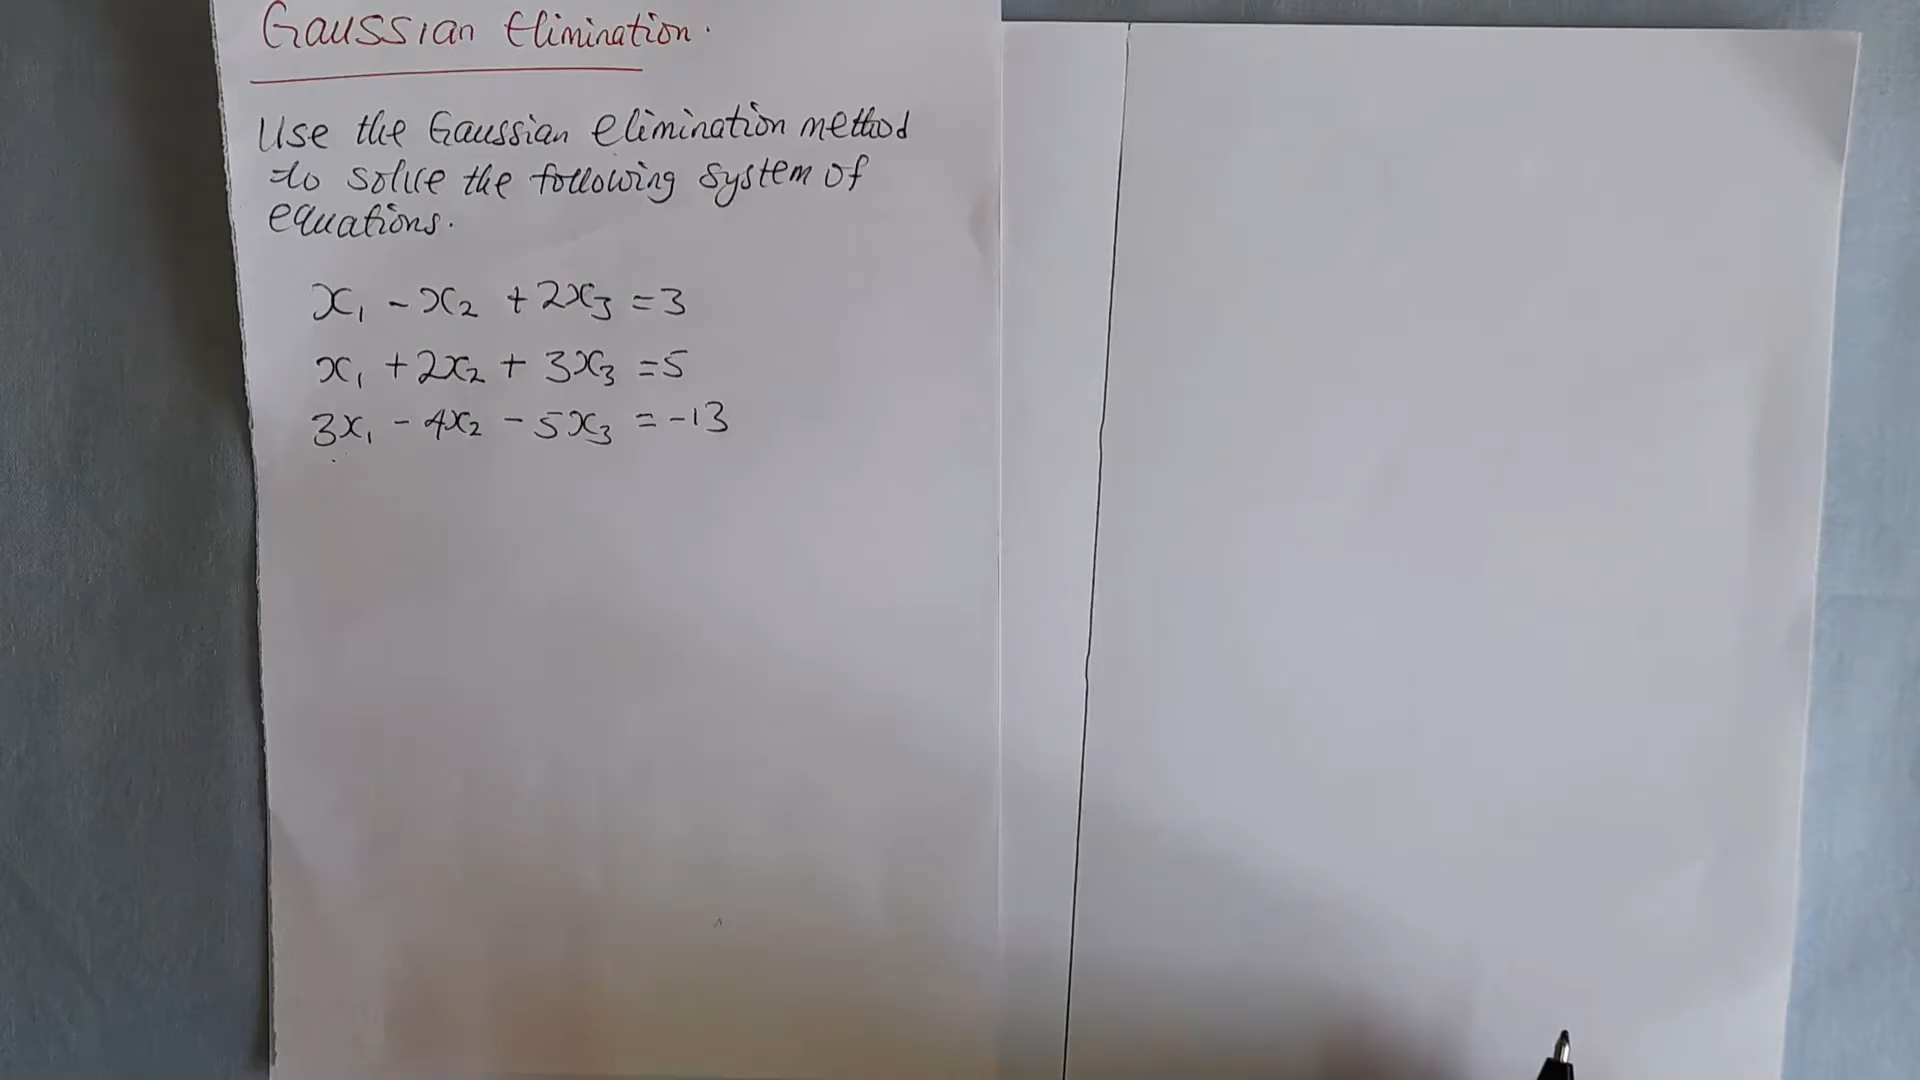 Gaussian Elimination.
Use the Gaussian elimination method
to solve the following system of
equations.
x₁ - x₂ + 2x₃ = 3
x₁ + 2x₂ + 3x₃ = 5
3x₁ - 4x₂ - 5x₃ = -13